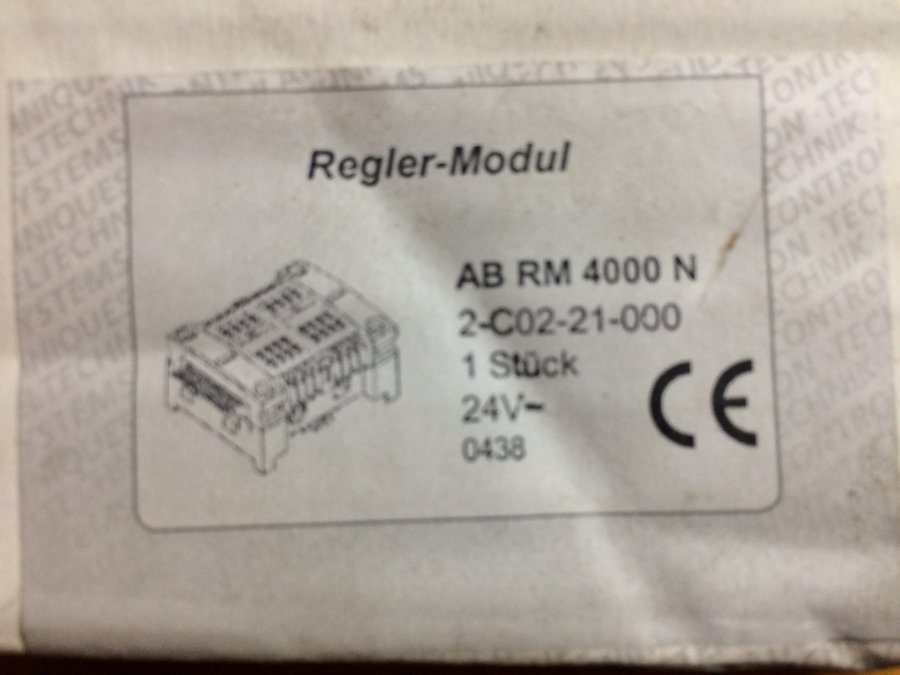 Regler-Modul
AB RM 4000 N
2-C02-21-000
1 Stück
24V~
0438
CE